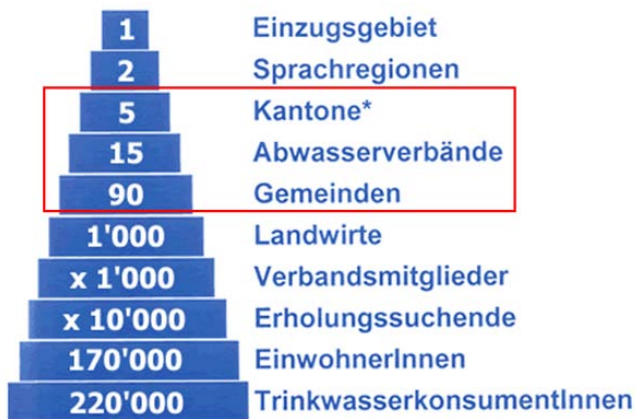 1 Einzugsgebiet
2 Sprachregionen
5 Kantone*
15 Abwasserverbände
90 Gemeinden
1'000 Landwirte
x 1'000 Verbandsmitglieder
x 10'000 Erholungssuchende
170'000 EinwohnerInnen
220'000 TrinkwasserkonsumentInnen